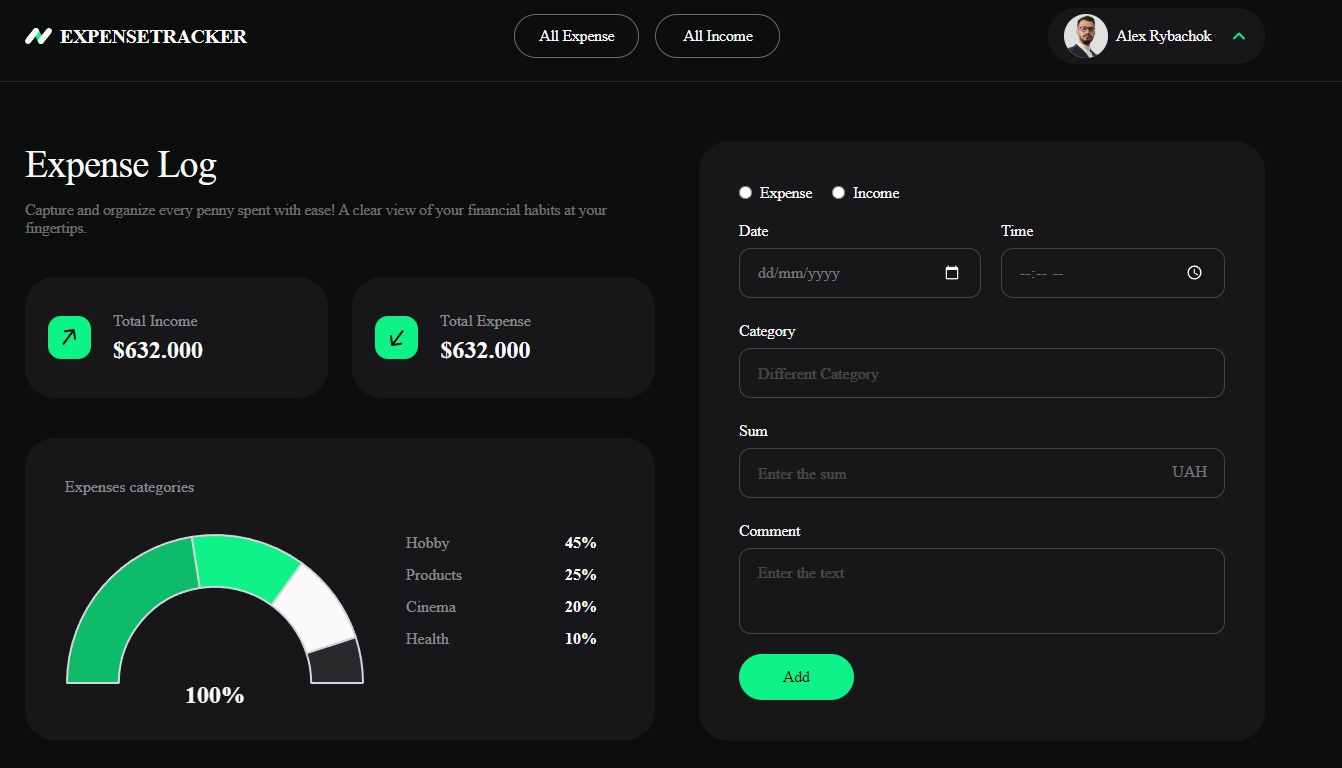 EXPENSETRACKER
All Expense
All Income
Alex Rybachok
Expense Log
Capture and organize every penny spent with ease! A clear view of your financial habits at your
fingertips.
Total Income
$632.000
Total Expense
$632.000
Expenses categories
Hobby 45%
Products 25%
Cinema 20%
Health 10%
100%
Expense
Income
Date
Time
dd/mm/yyyy
--:-- --
Category
Different Category
Sum
Enter the sum
UAH
Comment
Enter the text
Add